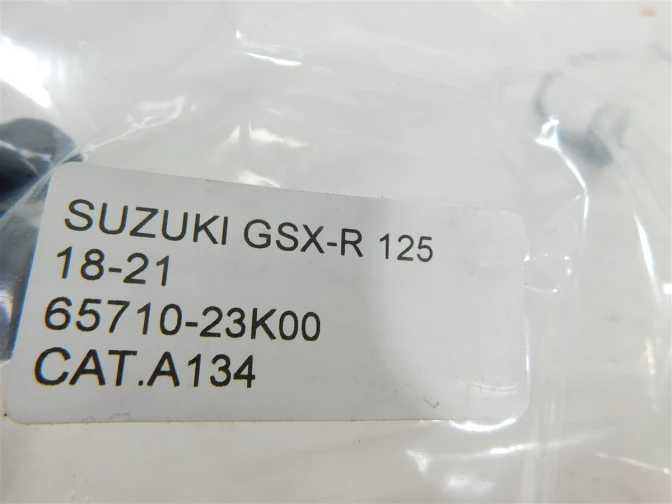 SUZUKI GSX-R 125
18-21
65710-23K00
CAT.A134